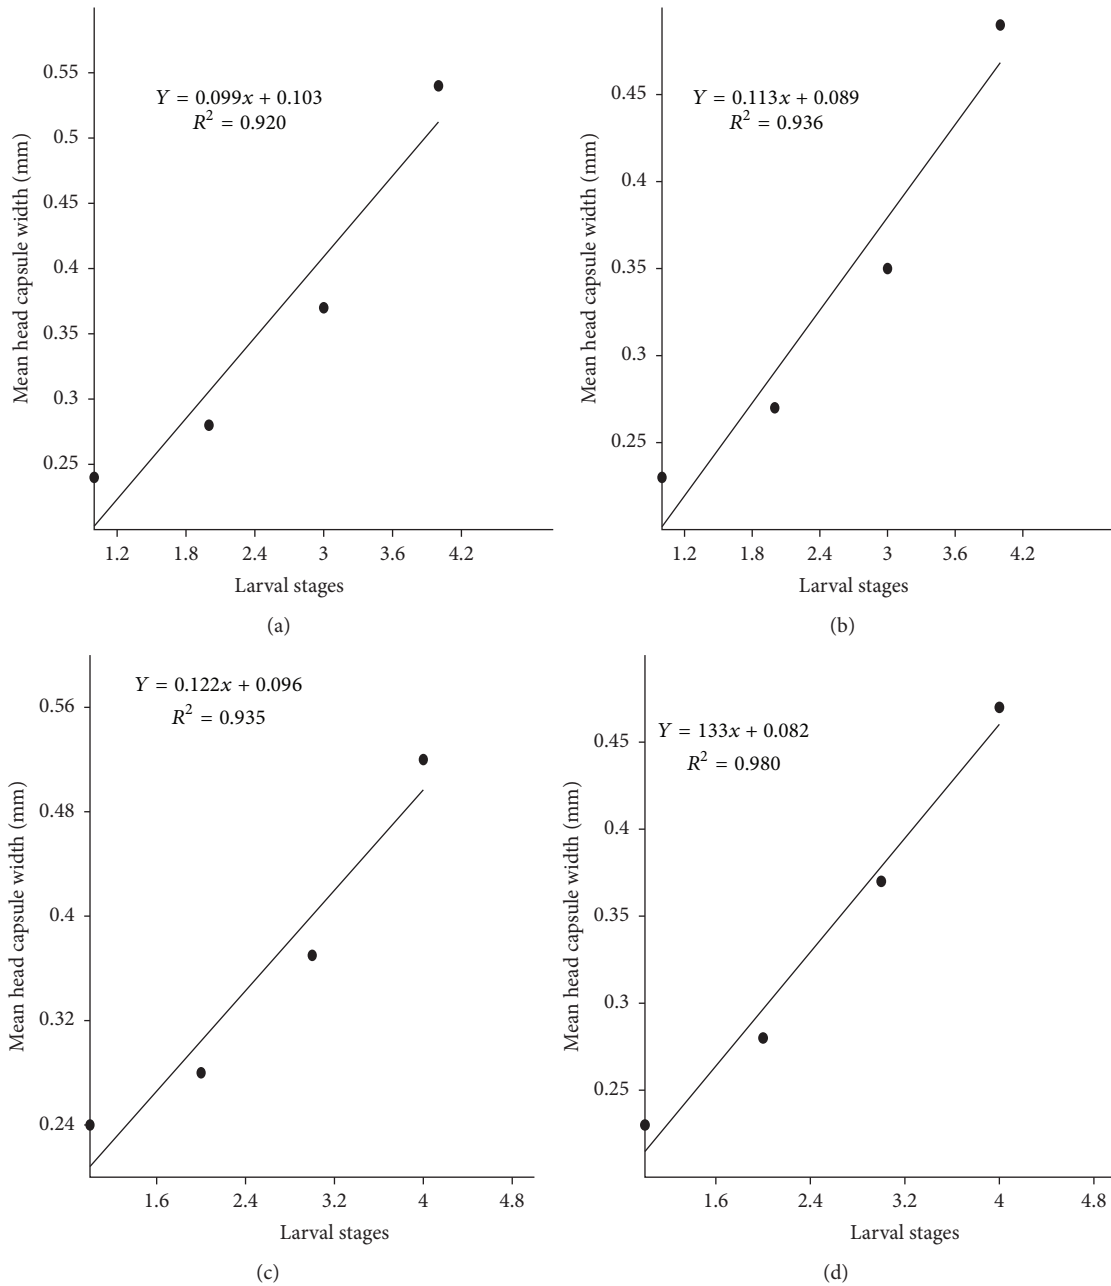 Mean head capsule width (mm)
0.55
0.5
0.45
0.4
0.35
0.3
0.25
Y = 0.099x + 0.103
R² = 0.920
1.2 1.8 2.4 3 3.6 4.2
Larval stages
(a)
Mean head capsule width (mm)
0.45
0.4
0.35
0.3
0.25
Y = 0.113x + 0.089
R² = 0.936
1.2 1.8 2.4 3 3.6 4.2
Larval stages
(b)
Mean head capsule width (mm)
0.56
0.48
0.4
0.32
0.24
Y = 0.122x + 0.096
R² = 0.935
1.6 2.4 3.2 4 4.8
Larval stages
(c)
Mean head capsule width (mm)
0.45
0.4
0.35
0.3
0.25
Y = 133x + 0.082
R² = 0.980
1.6 2.4 3.2 4 4.8
Larval stages
(d)